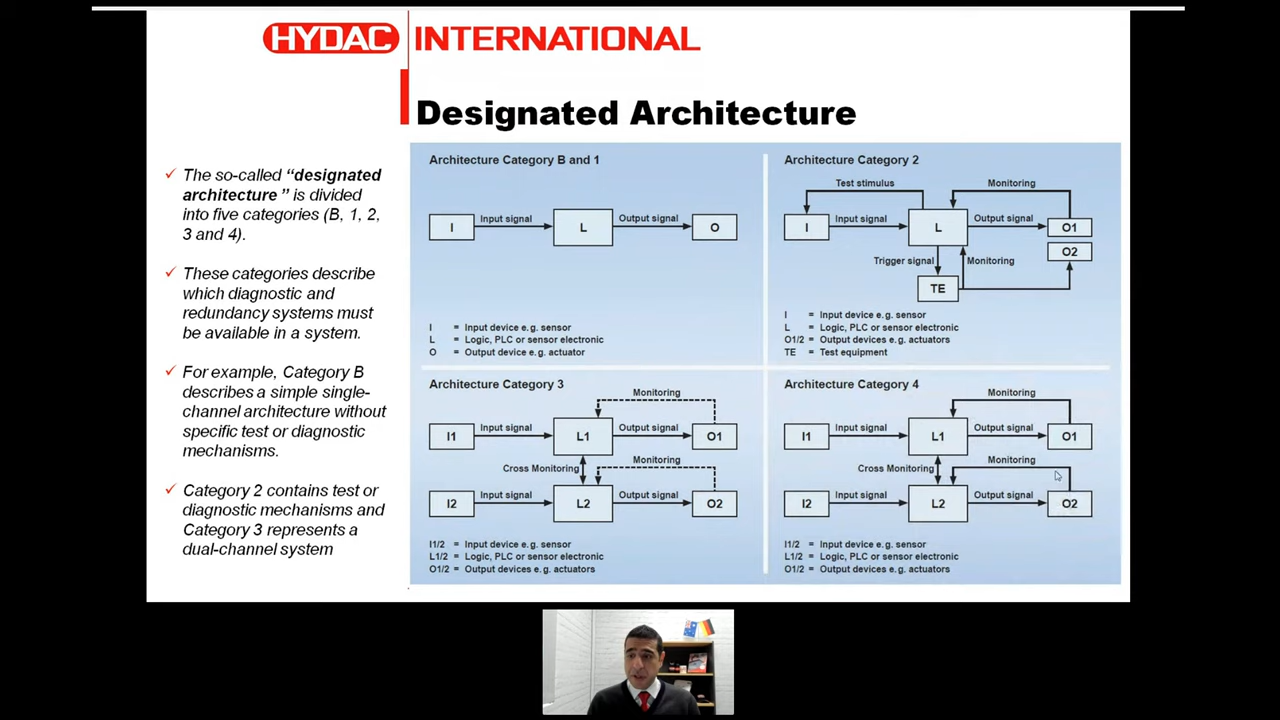 HYDAC INTERNATIONAL
Designated Architecture
The so-called “designated
architecture ” is divided
into five categories (B, 1, 2,
3 and 4).
These categories describe
which diagnostic and
redundancy systems must
be available in a system.
For example, Category B
describes a simple single-
channel architecture without
specific test or diagnostic
mechanisms.
Category 2 contains test or
diagnostic mechanisms and
Category 3 represents a
dual-channel system
Architecture Category B and 1
I
Input signal
L
Output signal
O
I = Input device e.g. sensor
L = Logic, PLC or sensor electronic
O = Output device e.g. actuator
Architecture Category 2
Test stimulus
Monitoring
I
Input signal
L
Output signal
O1
O2
Trigger signal
Monitoring
TE
I = Input device e.g. sensor
L = Logic, PLC or sensor electronic
O1/2 = Output devices e.g. actuators
TE = Test equipment
Architecture Category 3
Monitoring
I1
Input signal
L1
Output signal
O1
Cross Monitoring
Monitoring
I2
Input signal
L2
Output signal
O2
I1/2 = Input device e.g. sensor
L1/2 = Logic, PLC or sensor electronic
O1/2 = Output devices e.g. actuators
Architecture Category 4
Monitoring
I1
Input signal
L1
Output signal
O1
Cross Monitoring
Monitoring
I2
Input signal
L2
Output signal
O2
I1/2 = Input device e.g. sensor
L1/2 = Logic, PLC or sensor electronic
O1/2 = Output devices e.g. actuators